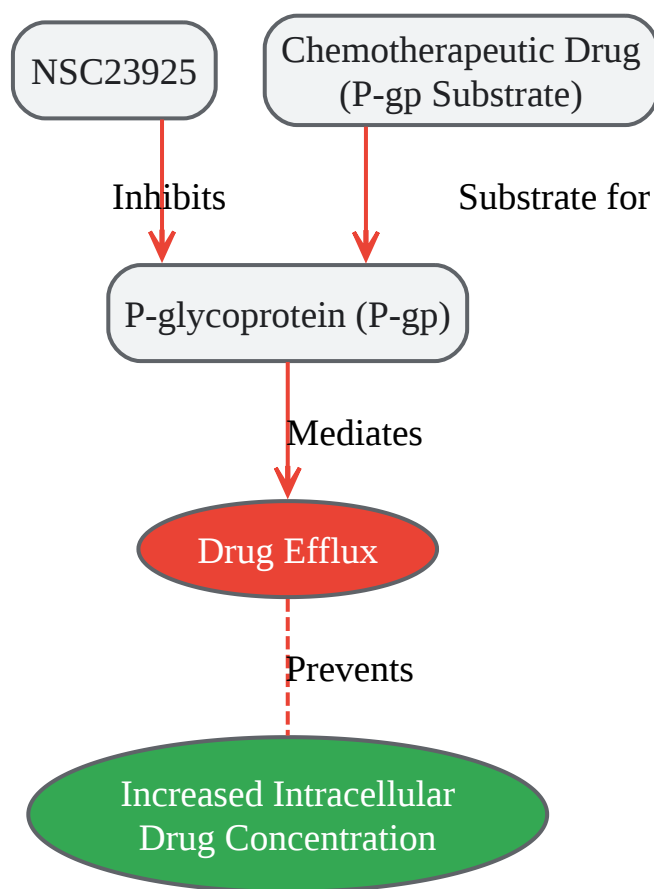 NSC23925
Chemotherapeutic Drug
(P-gp Substrate)
Inhibits
Substrate for
P-glycoprotein (P-gp)
Mediates
Drug Efflux
Prevents
Increased Intracellular
Drug Concentration